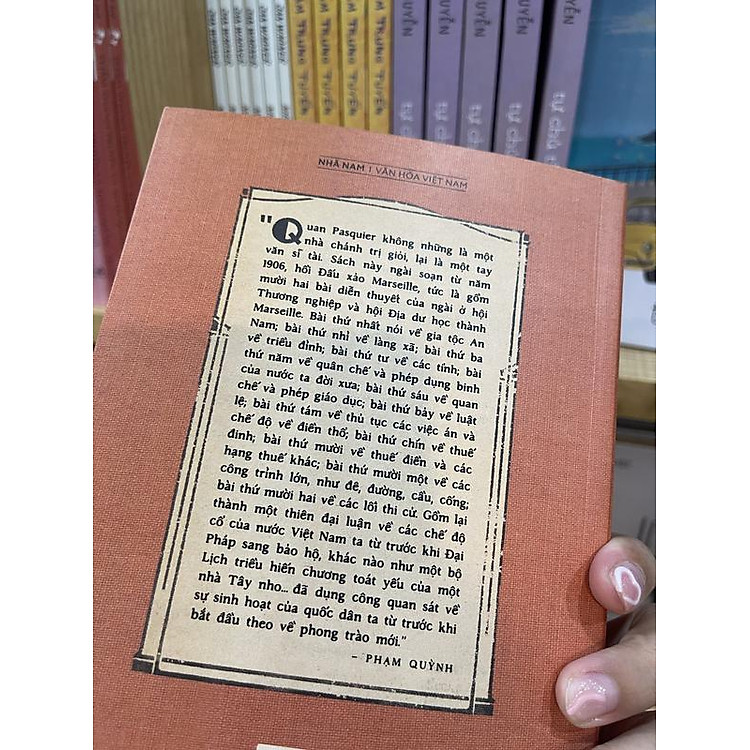 TRUNG TUYỂN
TRUNG TUYỂN
TRUNG TUYỂN
TRUNG TUYỂN
NHÃ NAM | VĂN HÓA VIỆT NAM
"Quan Pasquier không những là một
nhà chánh trị giỏi, lại là một tay
văn sĩ tài. Sách này ngài soạn từ năm
1906, hồi Đấu xảo Marseille, tức là gồm
mười hai bài diễn thuyết của ngài ở hội
Thương nghiệp và hội Địa dư học thành
Marseille. Bài thứ nhất nói về gia tộc An
Nam; bài thứ nhì về làng xã; bài thứ ba
về triều đình; bài thứ tư về các tỉnh; bài
thứ năm về quân chế và phép dụng binh
của nước ta đời xưa; bài thứ sáu về quan
chế và phép giáo dục; bài thứ bảy về luật
lệ; bài thứ tám về thủ tục các việc án và
chế độ về điền thổ; bài thứ chín về thuế
đinh; bài thứ mười về thuế điền và các
hạng thuế khác; bài thứ mười một về các
công trình lớn, như đê, đường, cầu, cống;
bài thứ mười hai về các lối thi cử. Gồm lại
thành một thiên đại luận về các chế độ
cổ của nước Việt Nam ta từ trước khi Đại
Pháp sang bảo hộ, khác nào như một bộ
Lịch triều hiến chương toát yếu của một
nhà Tây nho... đã dụng công quan sát về
sự sinh hoạt của quốc dân ta từ trước khi
bắt đầu theo về phong trào mới."
– PHẠM QUỲNH